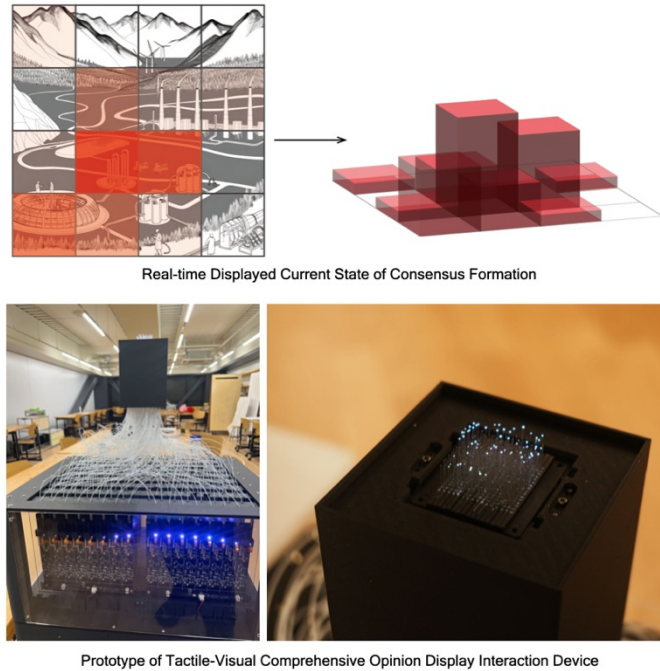 Real-time Displayed Current State of Consensus Formation
Prototype of Tactile-Visual Comprehensive Opinion Display Interaction Device